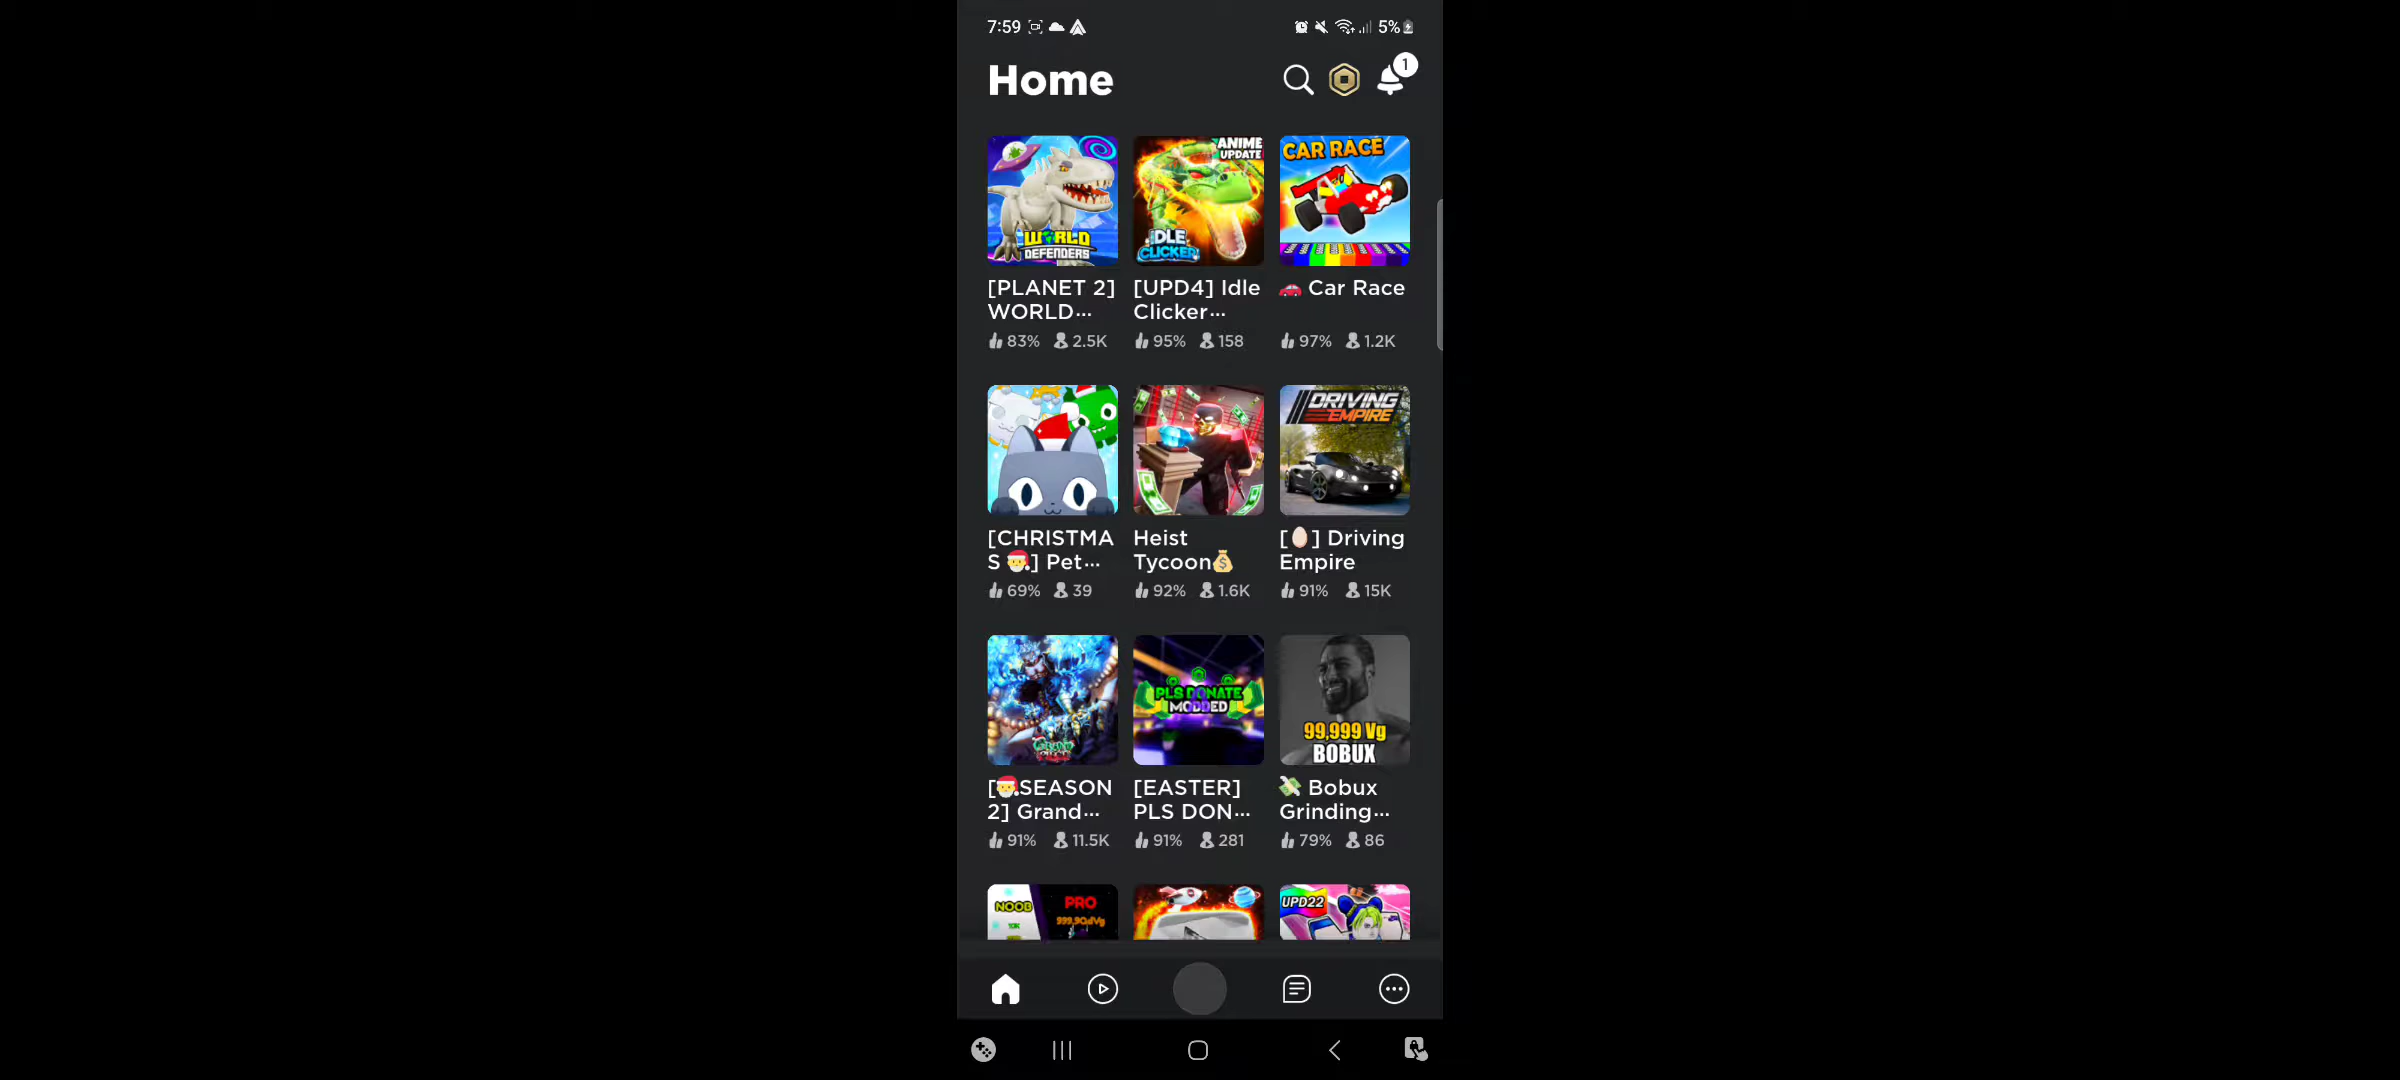 7:59
5%
Home
1
ANIME
UPDATE
CAR RACE
WORLD
DEFENDERS
IDLE
CLICKER
[PLANET 2]
WORLD...
[UPD4] Idle
Clicker...
🚗 Car Race
83% 2.5K
95% 158
97% 1.2K
DRIVING
EMPIRE
[CHRISTMA
S 🎅] Pet...
Heist
Tycoon💰
[🥚] Driving
Empire
69% 39
92% 1.6K
91% 15K
PLS DONATE
MODDED
99,999 Vg
BOBUX
[🎅SEASON
2] Grand...
[EASTER]
PLS DON...
💸 Bobux
Grinding...
91% 11.5K
91% 281
79% 86
NOOB
PRO
UPD22